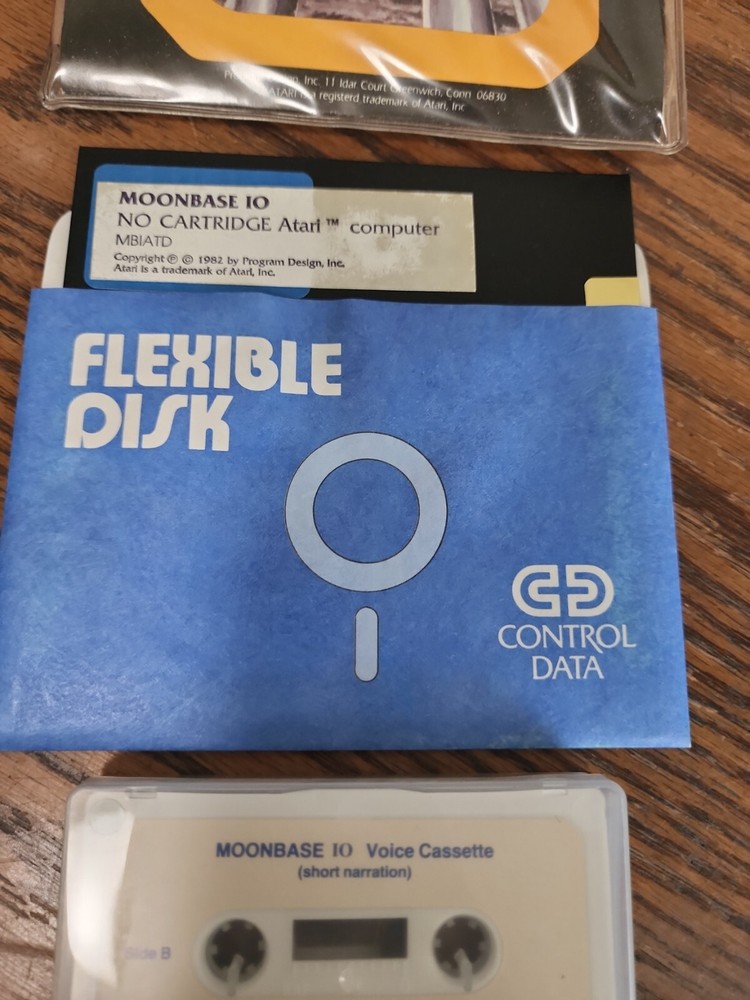 Inc. 11 Idar Court Greenwich, Conn 06830
ATARI is a registerd trademark of Atari, Inc
MOONBASE IO
NO CARTRIDGE Atari™ computer
MBIATD
Copyright ℗ © 1982 by Program Design, Inc.
Atari is a trademark of Atari, Inc.
FLEXIBLE
DISK
CONTROL
DATA
MOONBASE IO Voice Cassette
(short narration)
Side B